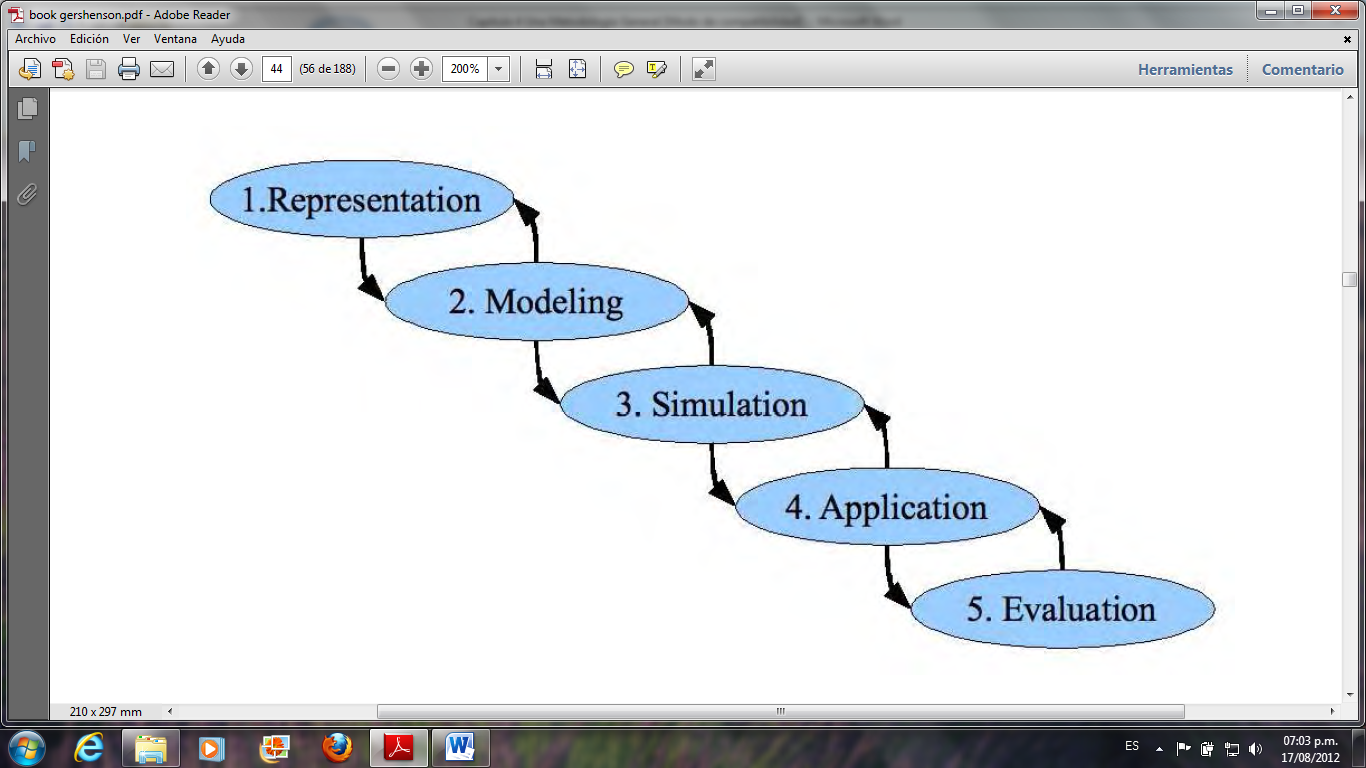 book gershenson.pdf - Adobe Reader
Archivo Edición Ver Ventana Ayuda
44 (56 de 188) 200% Herramientas Comentario
1.Representation
2. Modeling
3. Simulation
4. Application
5. Evaluation
210 x 297 mm
ES 07:03 p.m.
17/08/2012